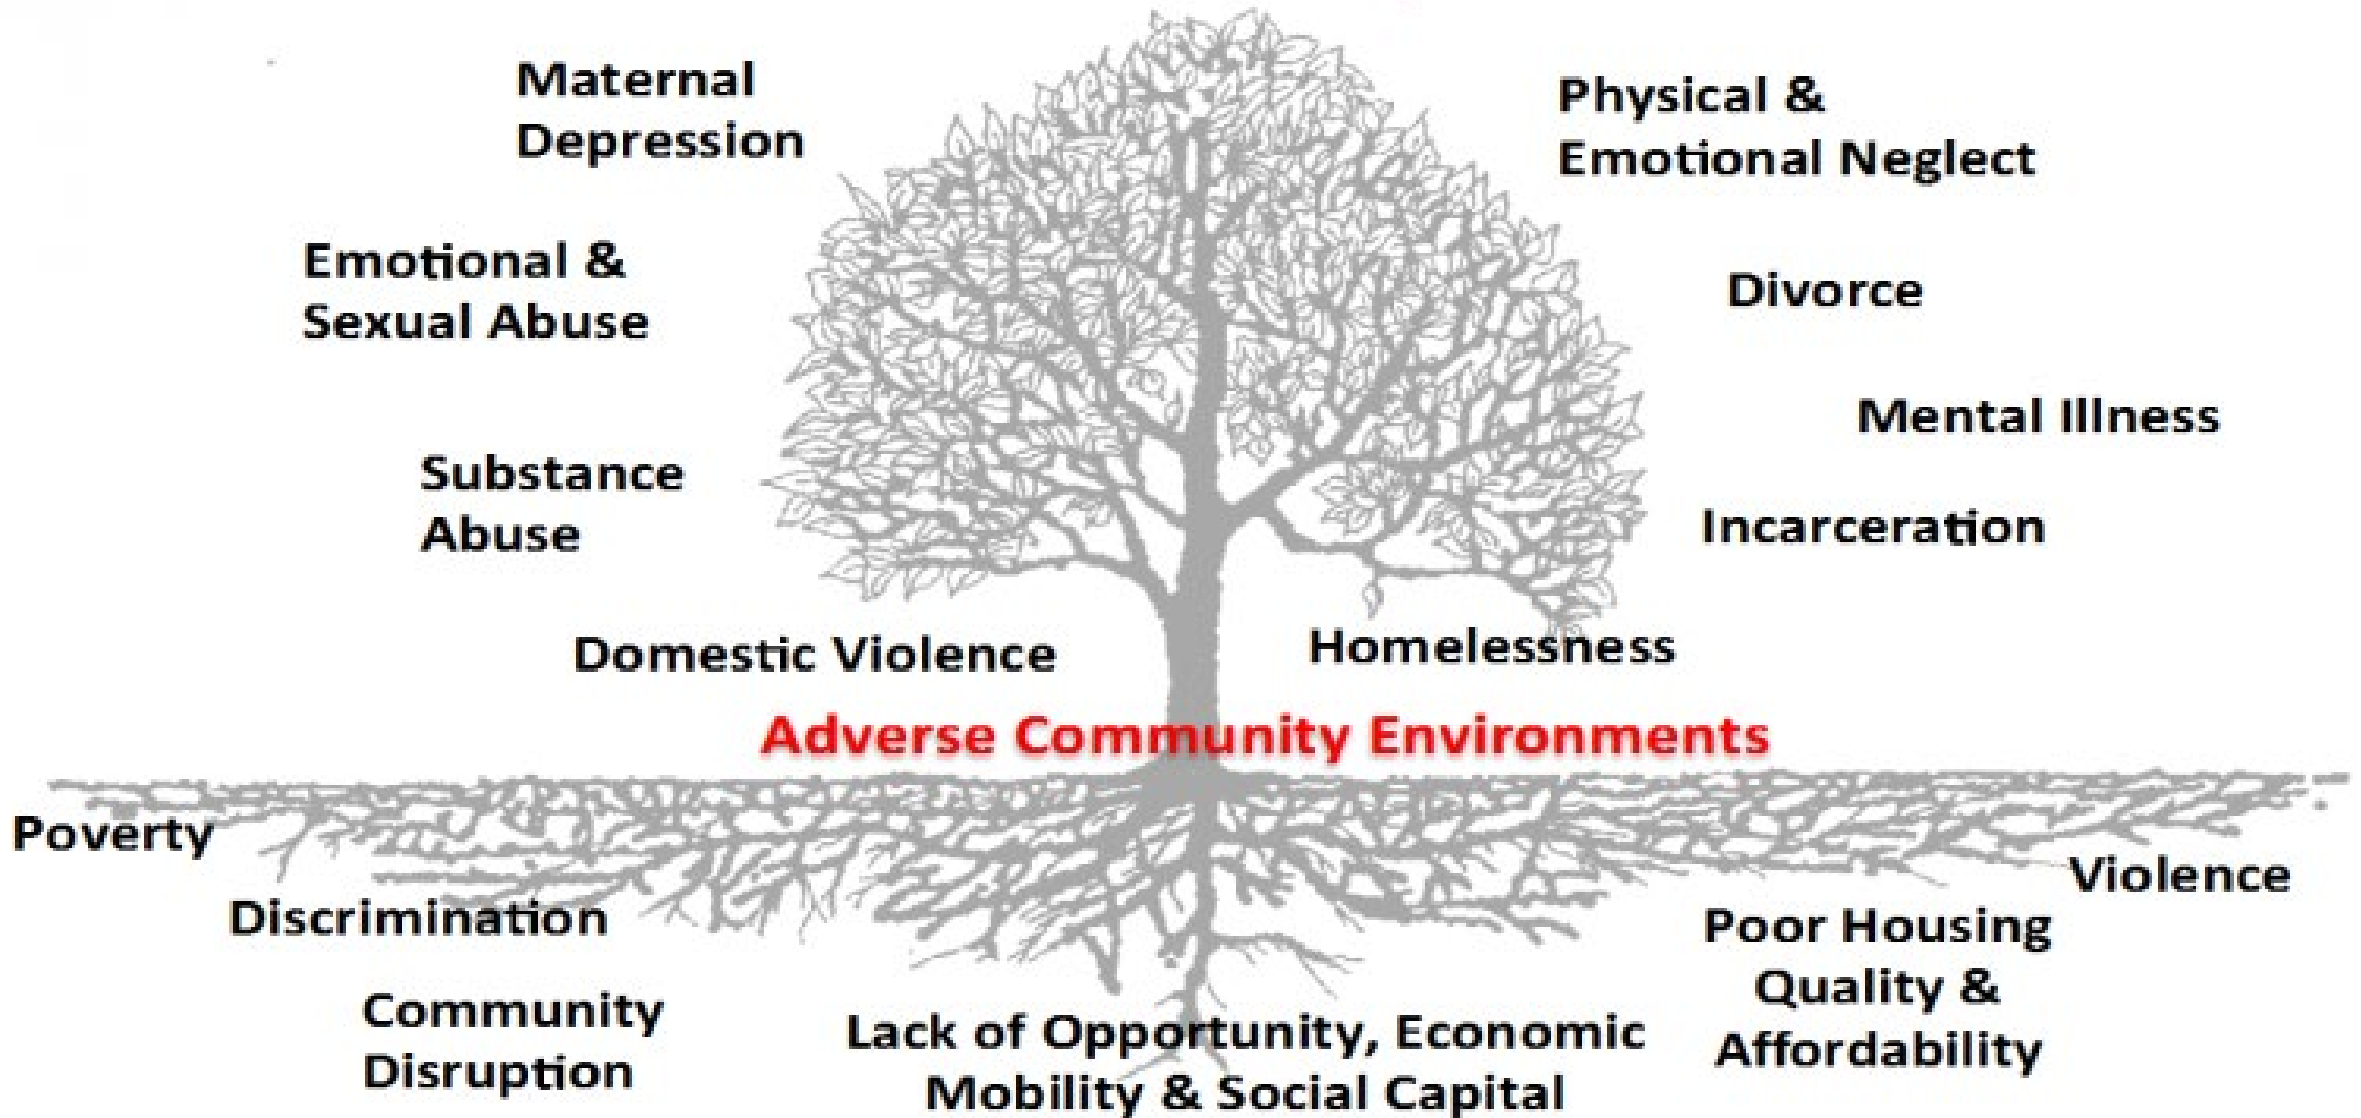 Maternal
Depression
Physical &
Emotional Neglect
Emotional &
Sexual Abuse
Divorce
Mental Illness
Substance
Abuse
Incarceration
Domestic Violence
Homelessness
Adverse Community Environments
Poverty
Violence
Discrimination
Poor Housing
Quality &
Affordability
Community
Disruption
Lack of Opportunity, Economic
Mobility & Social Capital